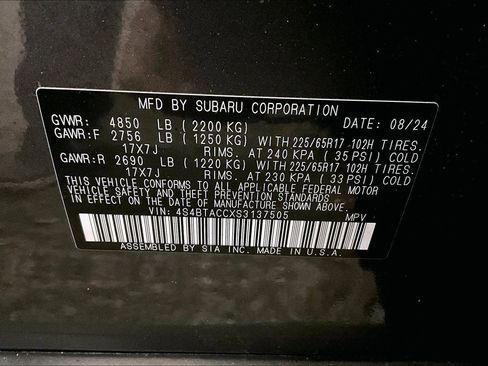 MFD BY SUBARU CORPORATION
GVWR: 4850 LB (2200 KG) DATE: 08/24
GAWR:F 2756 LB (1250 KG) WITH 225/65R17 102H TIRES.
17X7J RIMS. AT 240 KPA (35 PSI) COLD
GAWR:R 2690 LB (1220 KG) WITH 225/65R17 102H TIRES.
17X7J RIMS. AT 230 KPA (33 PSI) COLD
THIS VEHICLE CONFORMS TO ALL APPLICABLE FEDERAL MOTOR
VEHICLE SAFETY AND THEFT PREVENTION STANDARDS
IN EFFECT ON THE DATE OF MANUFACTURE SHOWN ABOVE.
VIN: 4S4BTACCXS3137505 MPV
ASSEMBLED BY SIA INC. MADE IN U.S.A.